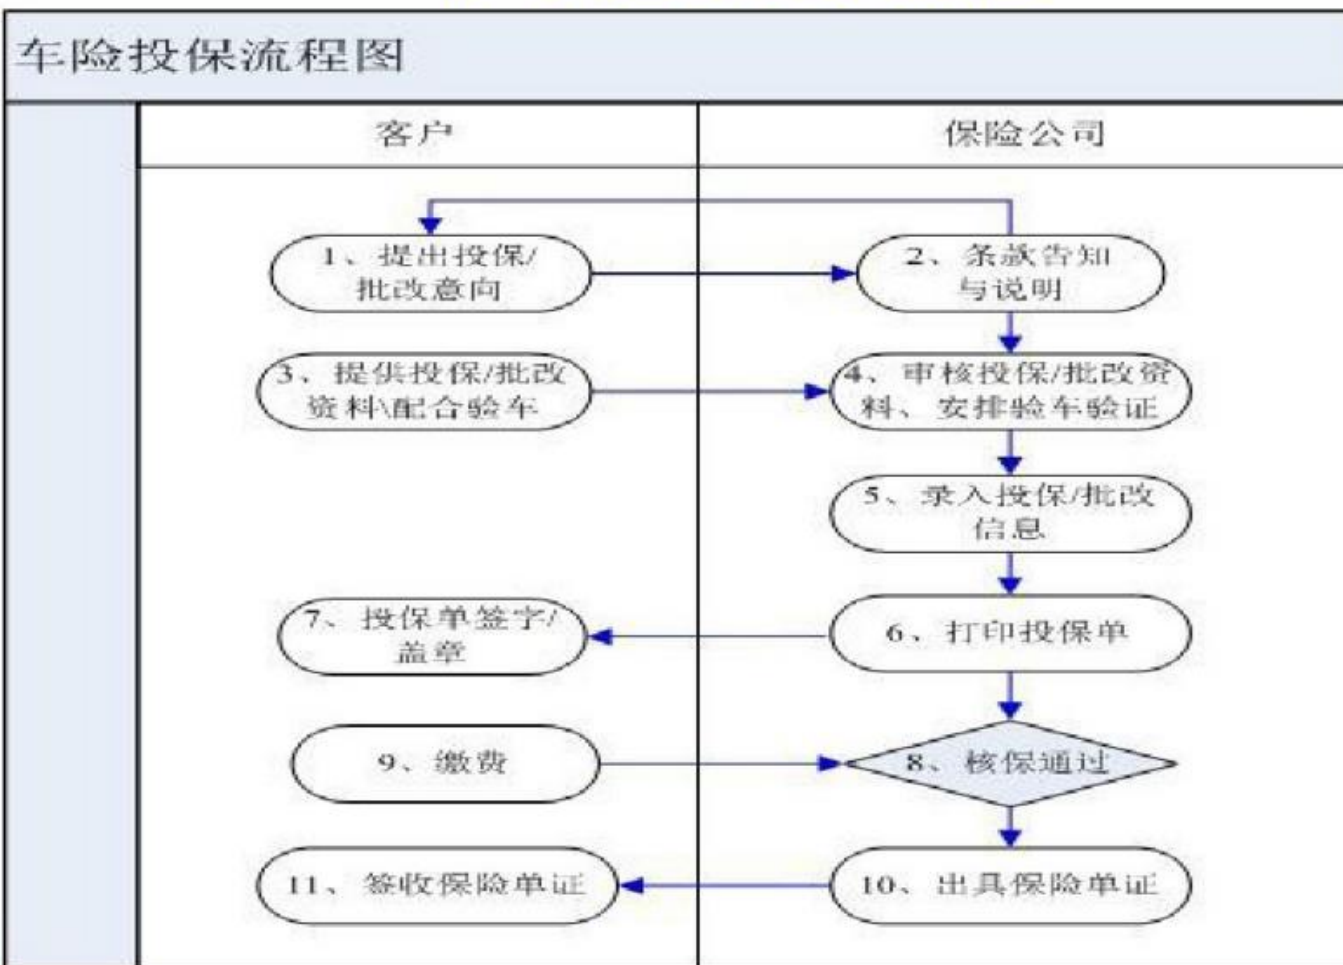 车险投保流程图
客户
保险公司
1、提出投保/
批改意向
2、条款告知
与说明
3、提供投保/批改
资料\配合验车
4、审核投保/批改资
料、安排验车验证
5、录入投保/批改
信息
7、投保单签字/
盖章
6、打印投保单
9、缴费
8、核保通过
11、签收保险单证
10、出具保险单证